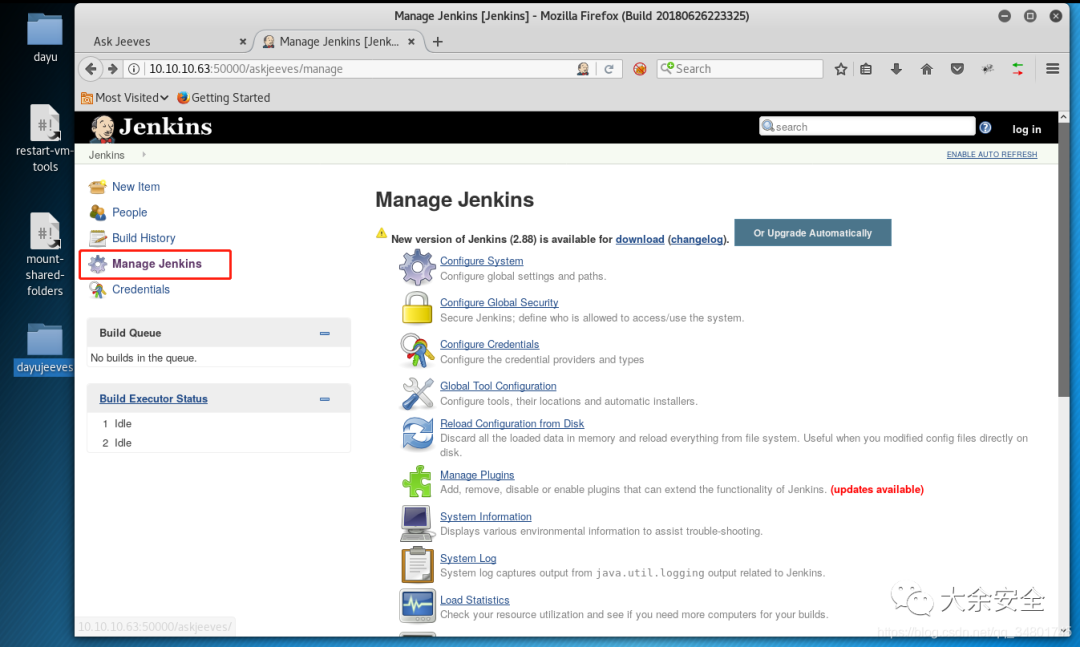 Manage Jenkins [Jenkins] - Mozilla Firefox (Build 20180626223325)
dayu
#!
restart-vm-
tools
#!
mount-
shared-
folders
dayujeeves
Ask Jeeves
Manage Jenkins [Jenk...
10.10.10.63:50000/askjeeves/manage
Search
Most Visited
Getting Started
Jenkins
search
log in
Jenkins
ENABLE AUTO REFRESH
New Item
People
Build History
Manage Jenkins
Credentials
Build Queue
No builds in the queue.
Build Executor Status
1 Idle
2 Idle
Manage Jenkins
New version of Jenkins (2.88) is available for download (changelog).
Or Upgrade Automatically
Configure System
Configure global settings and paths.
Configure Global Security
Secure Jenkins; define who is allowed to access/use the system.
Configure Credentials
Configure the credential providers and types
Global Tool Configuration
Configure tools, their locations and automatic installers.
Reload Configuration from Disk
Discard all the loaded data in memory and reload everything from file system. Useful when you modified config files directly on
disk.
Manage Plugins
Add, remove, disable or enable plugins that can extend the functionality of Jenkins. (updates available)
System Information
Displays various environmental information to assist trouble-shooting.
System Log
System log captures output from java.util.logging output related to Jenkins.
Load Statistics
Check your resource utilization and see if you need more computers for your builds.
10.10.10.63:50000/askjeeves/
大余安全